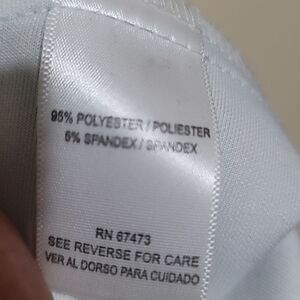 95% POLYESTER / POLIESTER
5% SPANDEX / SPANDEX
RN 67473
SEE REVERSE FOR CARE
VER AL DORSO PARA CUIDADO